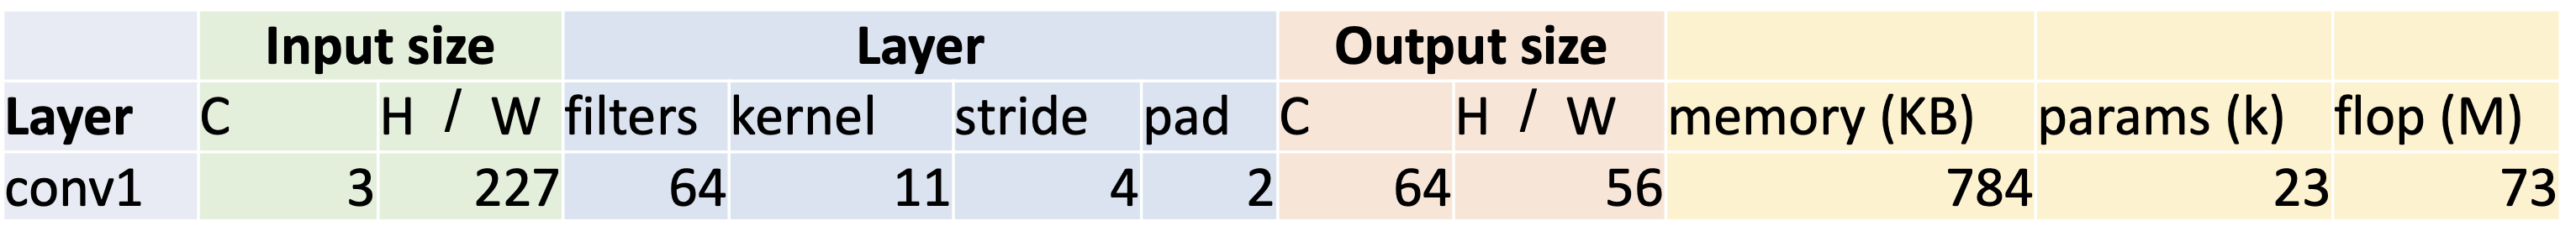 Input size Layer Output size
Layer C H / W filters kernel stride pad C H / W memory (KB) params (k) flop (M)
conv1 3 227 64 11 4 2 64 56 784 23 73